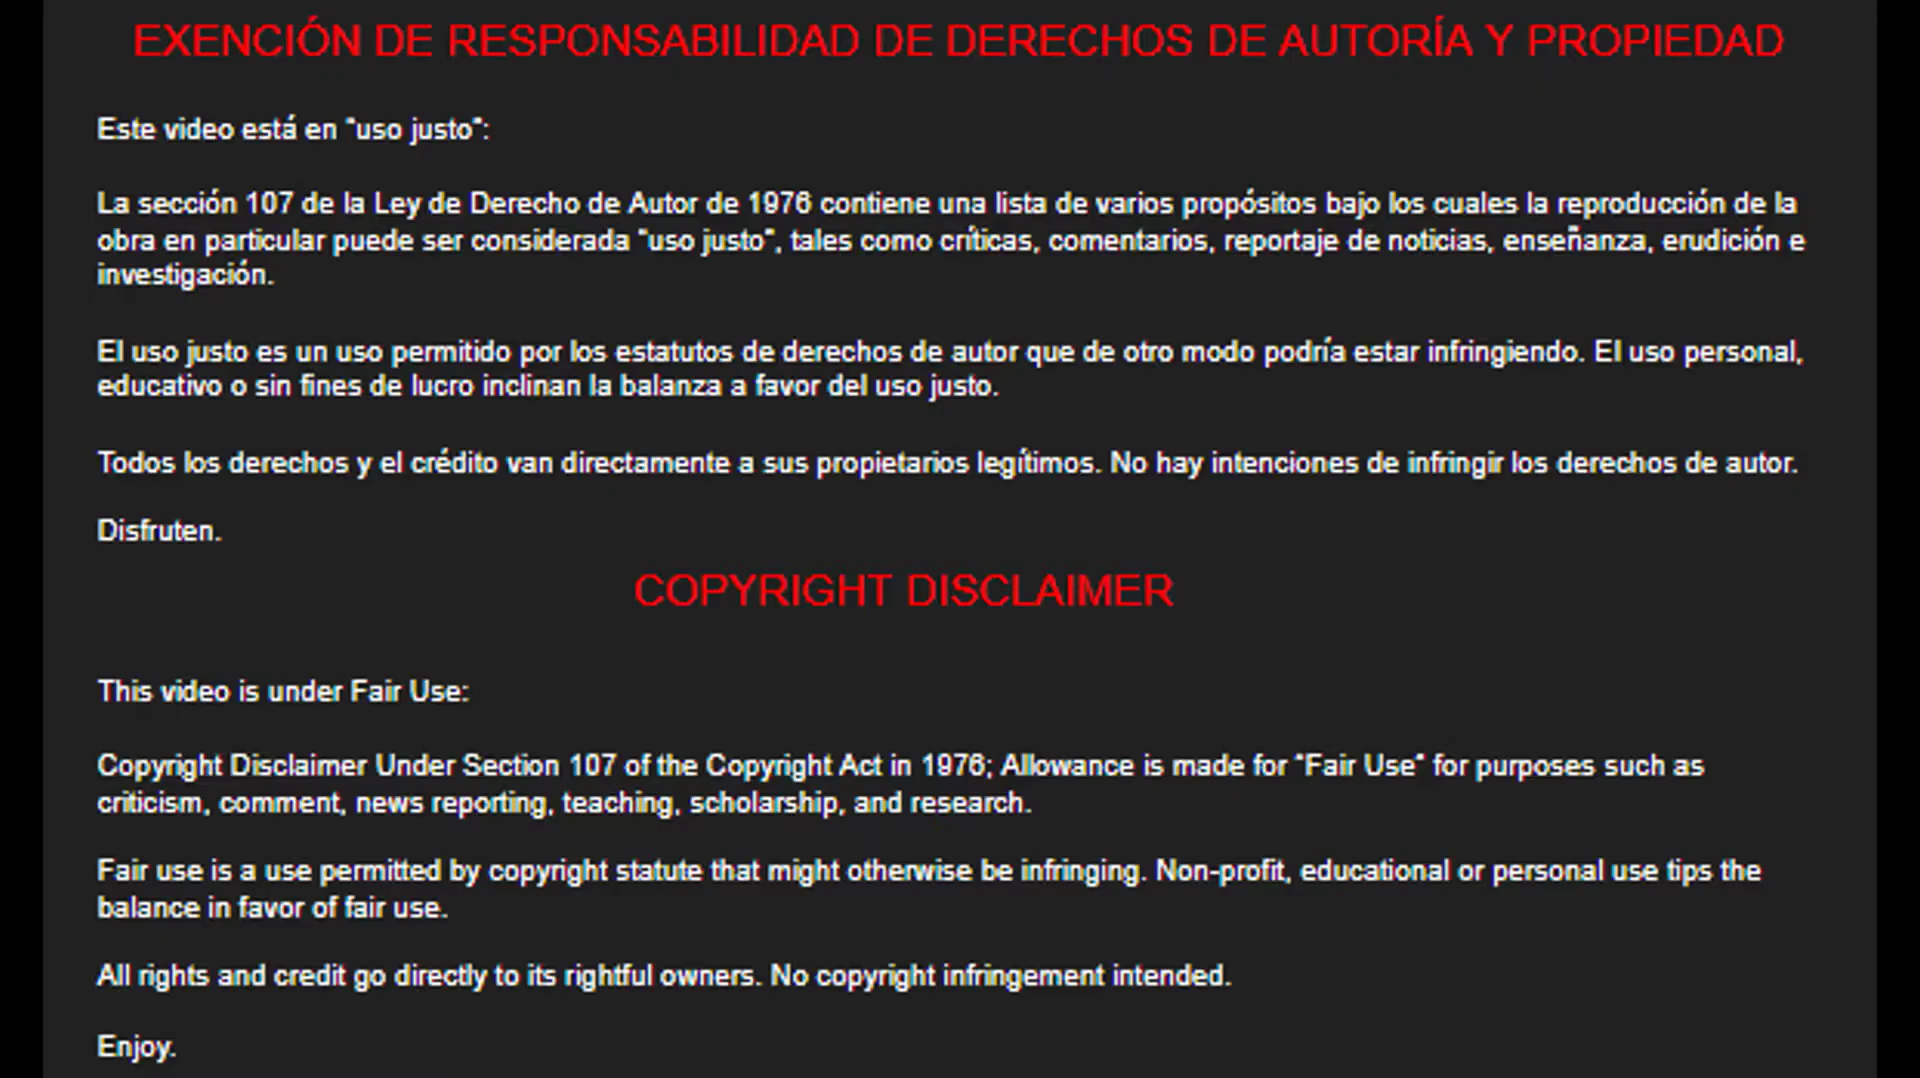 EXENCIÓN DE RESPONSABILIDAD DE DERECHOS DE AUTORÍA Y PROPIEDAD
Este video está en "uso justo":
La sección 107 de la Ley de Derecho de Autor de 1976 contiene una lista de varios propósitos bajo los cuales la reproducción de la
obra en particular puede ser considerada "uso justo", tales como críticas, comentarios, reportaje de noticias, enseñanza, erudición e
investigación.
El uso justo es un uso permitido por los estatutos de derechos de autor que de otro modo podría estar infringiendo. El uso personal,
educativo o sin fines de lucro inclinan la balanza a favor del uso justo.
Todos los derechos y el crédito van directamente a sus propietarios legítimos. No hay intenciones de infringir los derechos de autor.
Disfruten.
COPYRIGHT DISCLAIMER
This video is under Fair Use:
Copyright Disclaimer Under Section 107 of the Copyright Act in 1976; Allowance is made for "Fair Use" for purposes such as
criticism, comment, news reporting, teaching, scholarship, and research.
Fair use is a use permitted by copyright statute that might otherwise be infringing. Non-profit, educational or personal use tips the
balance in favor of fair use.
All rights and credit go directly to its rightful owners. No copyright infringement intended.
Enjoy.